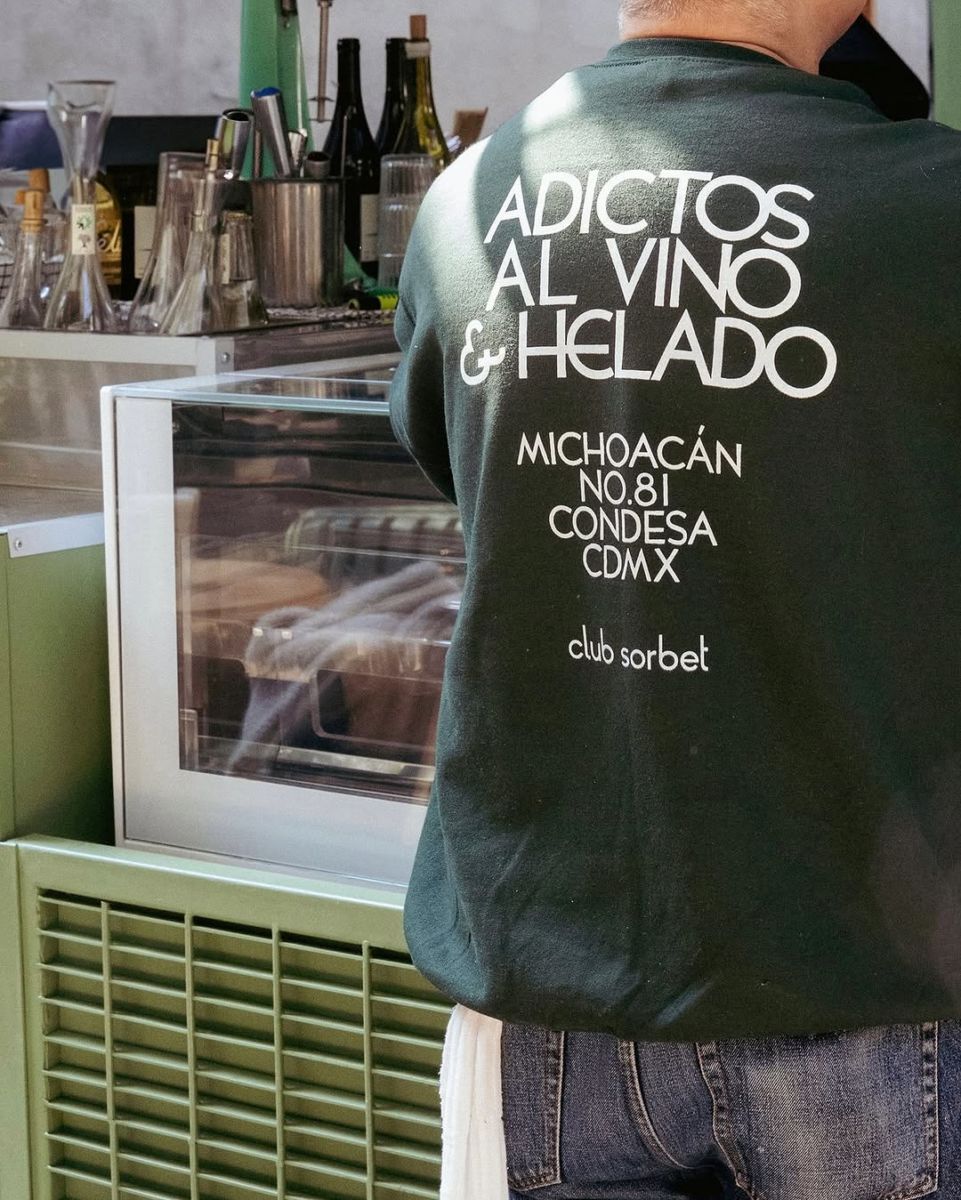 ADICTOS
AL VINO
& HELADO
MICHOACÁN
NO.81
CONDESA
CDMX
club sorbet